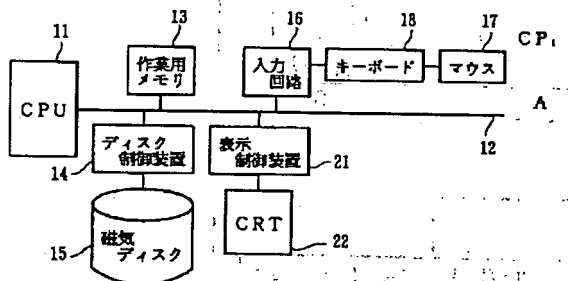 11
13
16
18
17
CP₁
CPU
作業用
メモリ
入力
回路
キーボード
マウス
A
12
ディスク
制御装置
14
表示
制御装置
21
磁気
ディスク
15
CRT
22